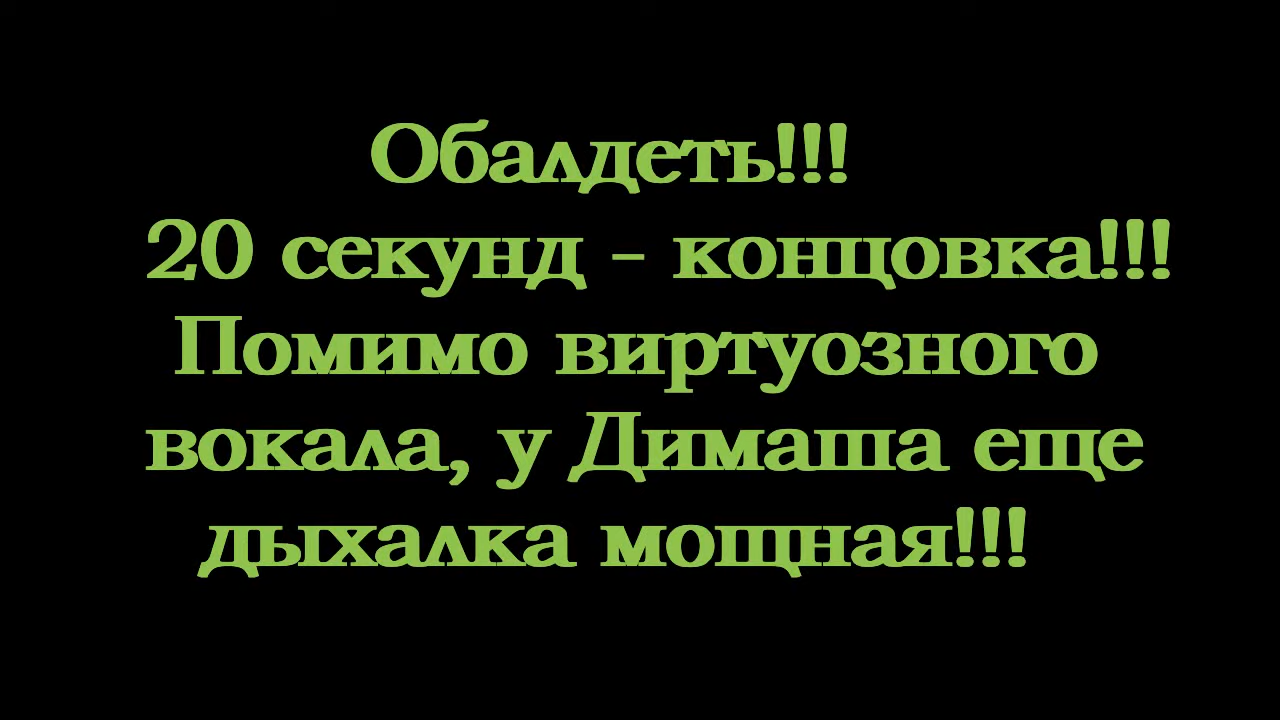 Обалдеть!!!
20 секунд - концовка!!!
Помимо виртуозного
вокала, у Димаша еще
дыхалка мощная!!!